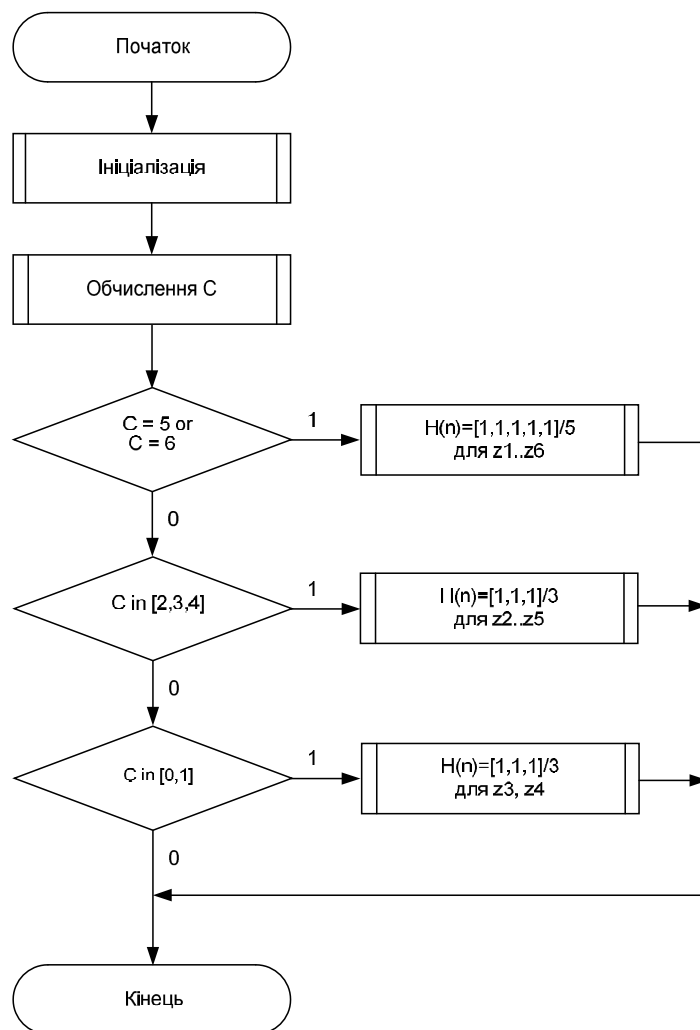 Початок
Ініціалізація
Обчислення C
C = 5 or
C = 6
1
H(n)=[1,1,1,1,1]/5
для z1..z6
0
C in [2,3,4]
1
H(n)=[1,1,1]/3
для z2..z5
0
C in [0,1]
1
H(n)=[1,1,1]/3
для z3, z4
0
Кінець